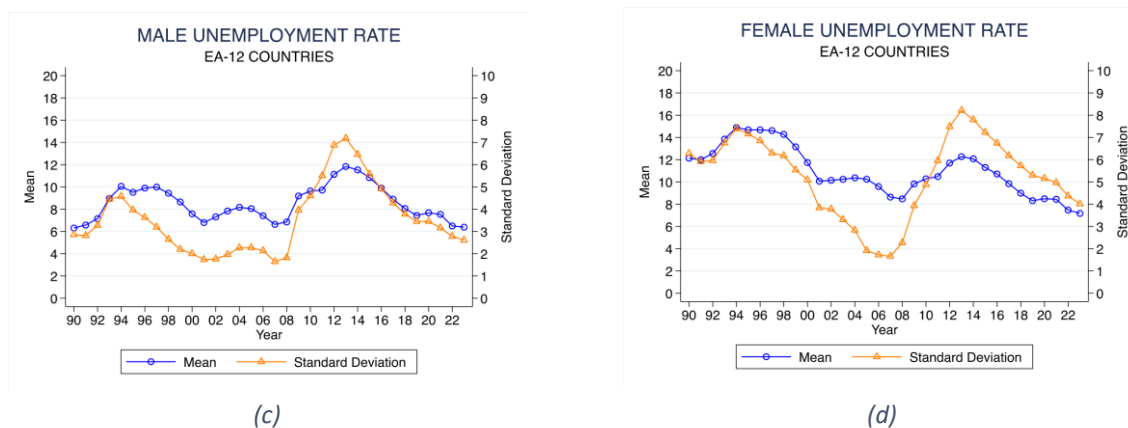 MALE UNEMPLOYMENT RATE
EA-12 COUNTRIES
20
18
16
14
12
10
8
6
4
2
0
Mean
10
9
8
7
6
5
4
3
2
1
0
Standard Deviation
90 92 94 96 98 00 02 04 06 08 10 12 14 16 18 20 22
Year
Mean Standard Deviation
(c)
FEMALE UNEMPLOYMENT RATE
EA-12 COUNTRIES
20
18
16
14
12
10
8
6
4
2
0
Mean
10
9
8
7
6
5
4
3
2
1
0
Standard Deviation
90 92 94 96 98 00 02 04 06 08 10 12 14 16 18 20 22
Year
Mean Standard Deviation
(d)